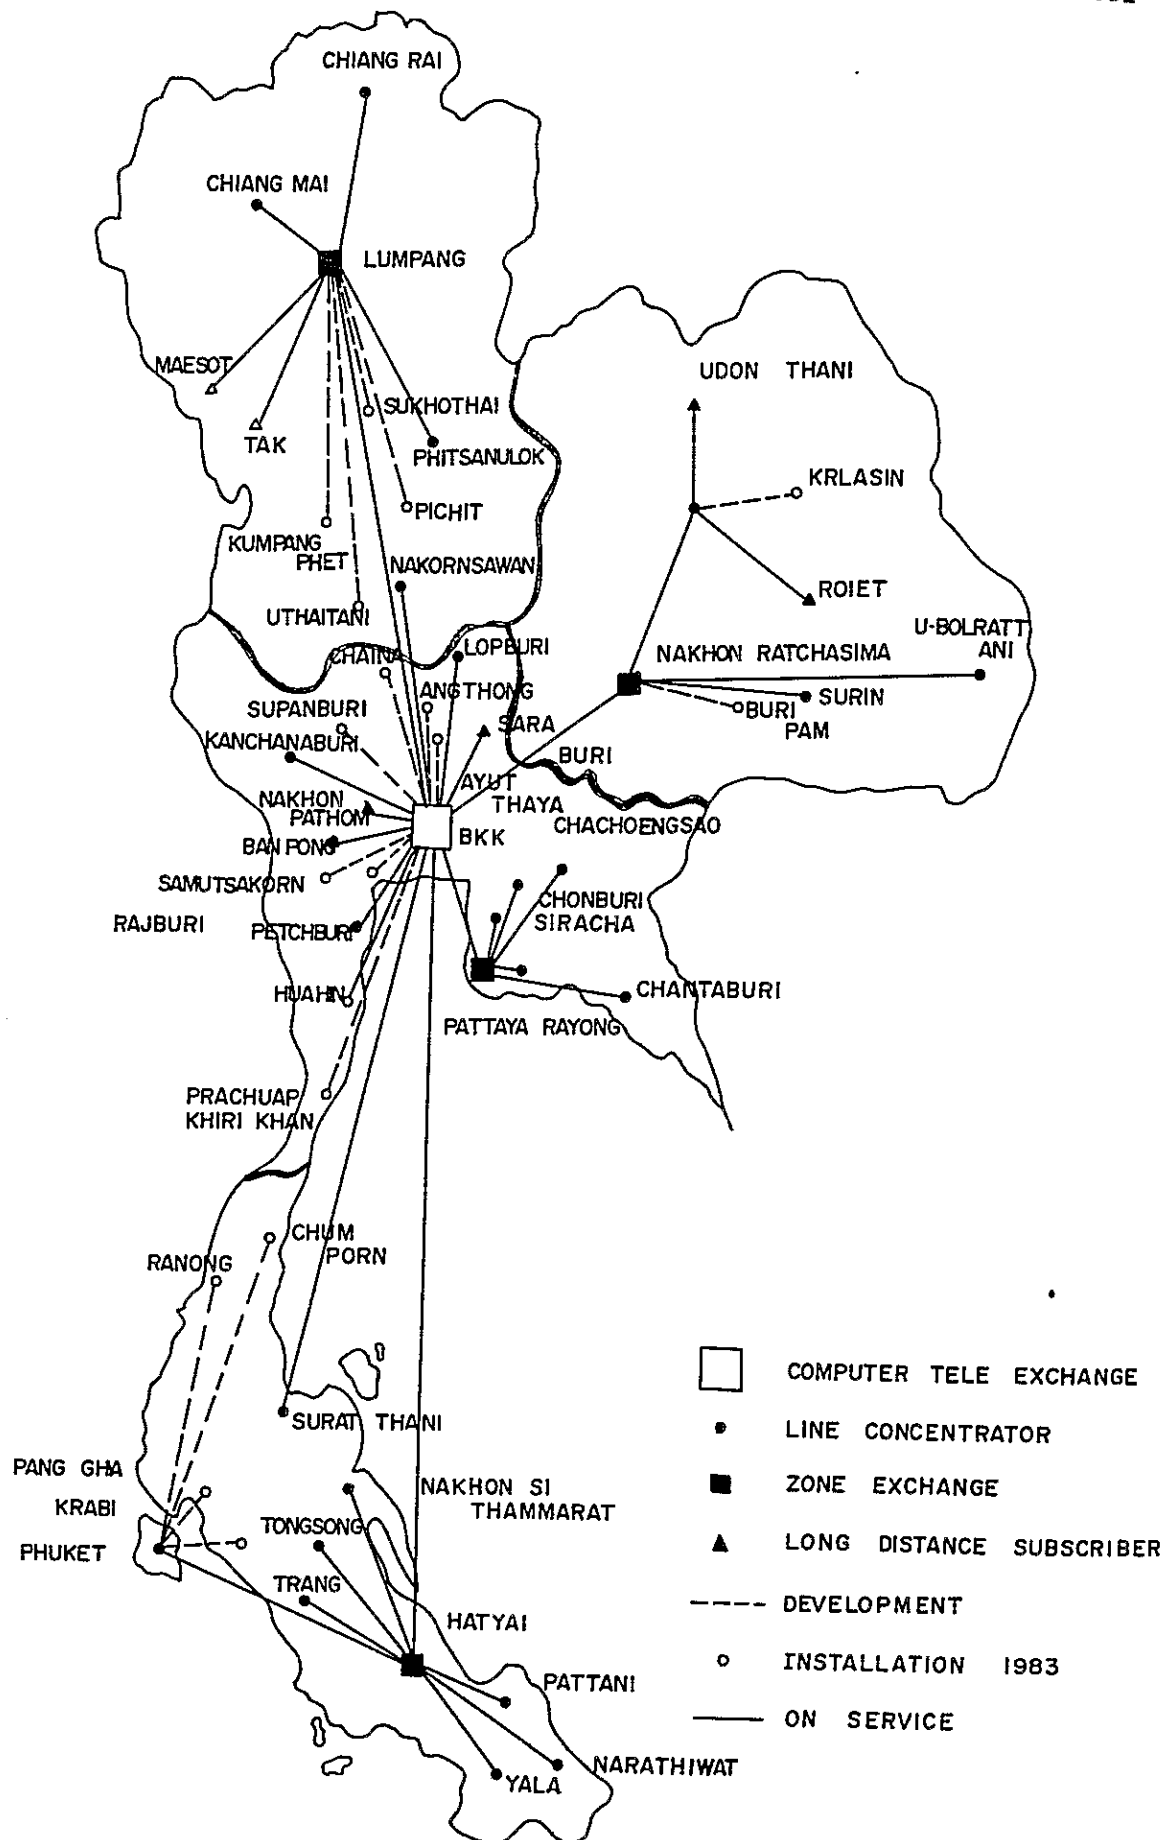 CHIANG RAI
CHIANG MAI
LUMPANG
MAESOT
UDON THANI
SUKHOTHAI
TAK
PHITSANULOK
KRLASIN
PICHIT
KUMPANG
PHET
NAKORNSAWAN
ROIET
UTHAITANI
U-BOLRATT
ANI
CHAINA
LOPBURI
NAKHON RATCHASIMA
ANGTHONG
SURIN
SUPANBURI
BURI
PAM
SARA
KANCHANABURI
BURI
AYUT
THAYA
NAKHON
PATHOM
CHACHOENGSAO
BKK
BAN PONG
SAMUTSAKORN
CHONBURI
SIRACHA
RAJBURI
PETCHBURI
HUAHIN
CHANTABURI
PATTAYA RAYONG
PRACHUAP
KHIRI KHAN
CHUM
PORN
RANONG
COMPUTER TELE EXCHANGE
SURAT THANI
LINE CONCENTRATOR
PANG GHA
NAKHON SI
THAMMARAT
ZONE EXCHANGE
KRABI
TONGSONG
PHUKET
LONG DISTANCE SUBSCRIBER
TRANG
DEVELOPMENT
HATYAI
INSTALLATION 1983
PATTANI
ON SERVICE
NARATHIWAT
YALA